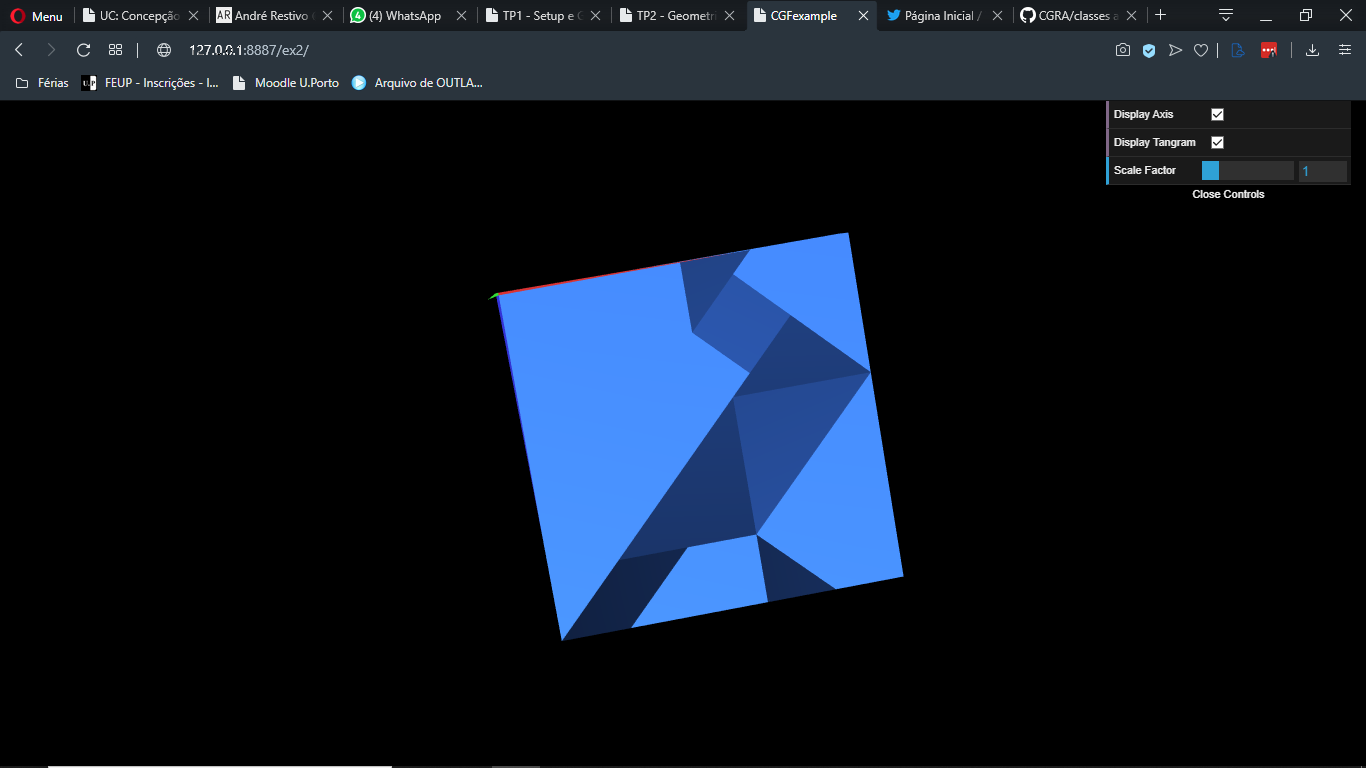 Menu
UC: Concepção
AR André Restivo
4 (4) WhatsApp
TP1 - Setup e
TP2 - Geometri
CGFexample
Página Inicial /
CGRA/classes a
127.0.0.1:8887/ex2/
Férias
U.P FEUP - Inscrições - I...
Moodle U.Porto
Arquivo de OUTLA...
Display Axis
Display Tangram
Scale Factor 1
Close Controls